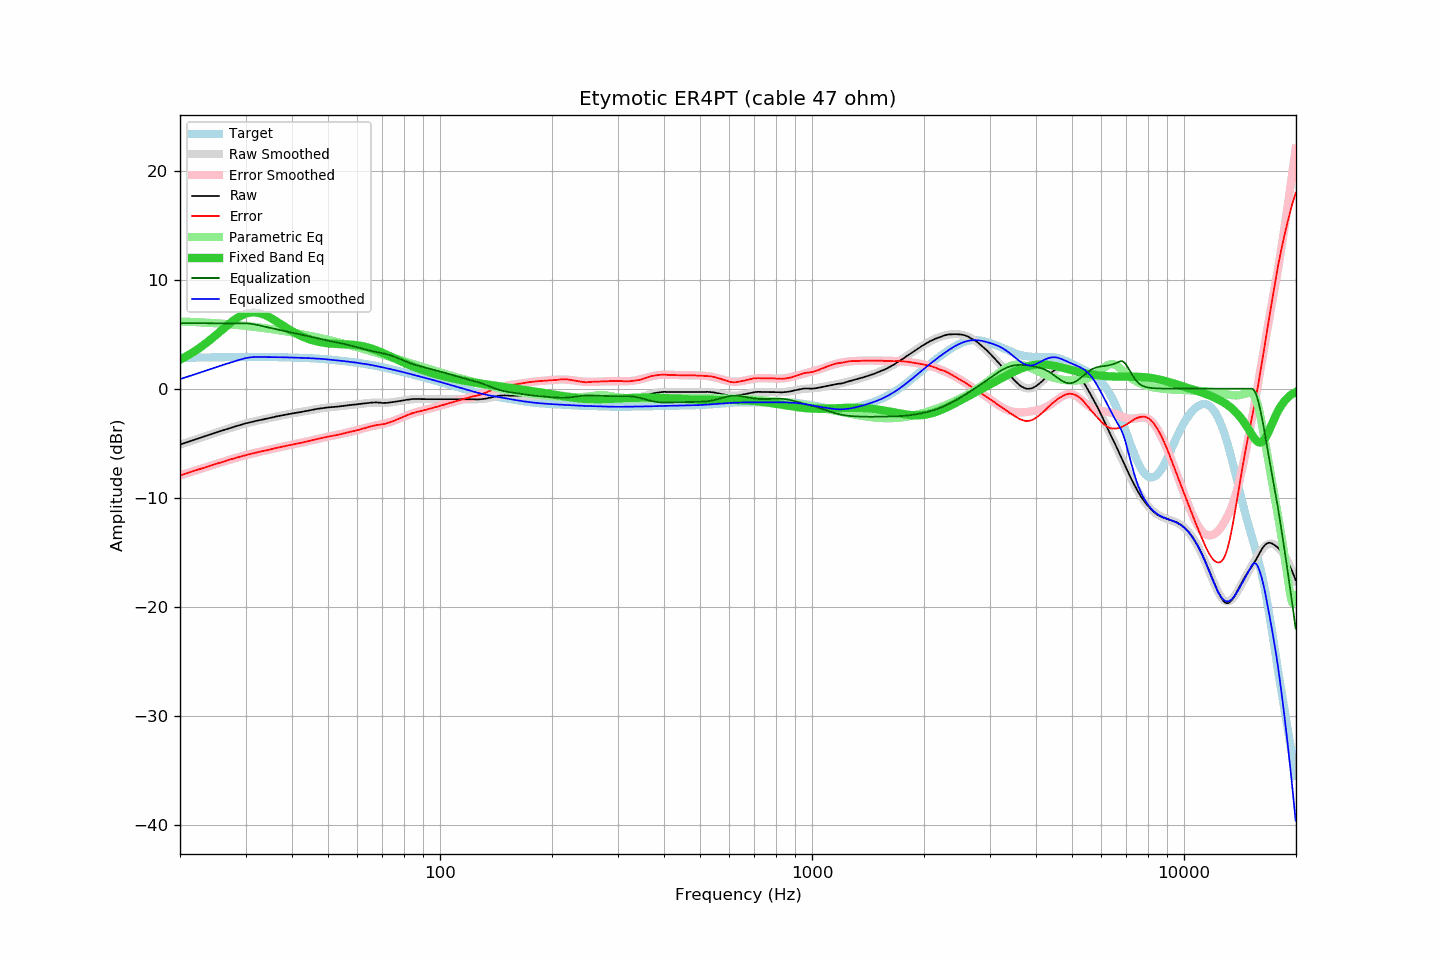 Etymotic ER4PT (cable 47 ohm)
Target
Raw Smoothed
Error Smoothed
Raw
Error
Parametric Eq
Fixed Band Eq
Equalization
Equalized smoothed
20
10
0
−10
−20
−30
−40
Amplitude (dBr)
100
1000
10000
Frequency (Hz)